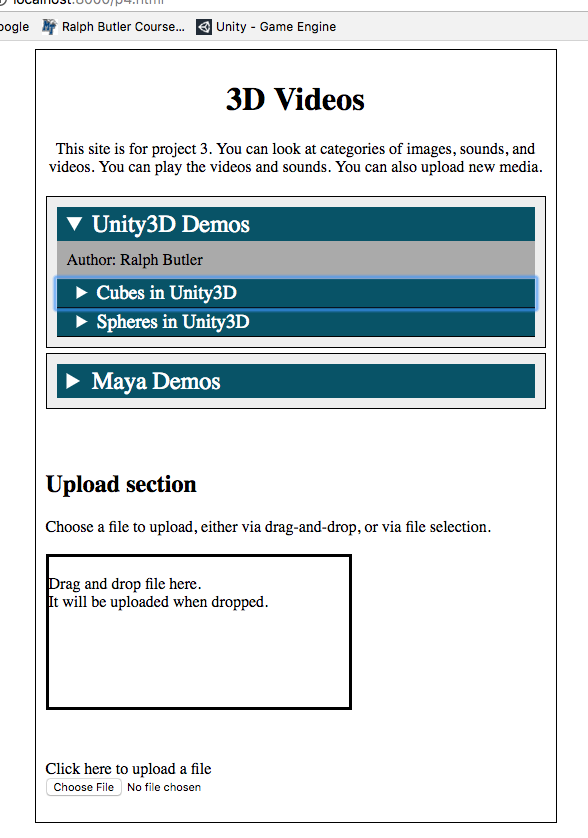 localhost:8000/p4.html
oogle Ralph Butler Course... Unity - Game Engine
3D Videos
This site is for project 3. You can look at categories of images, sounds, and
videos. You can play the videos and sounds. You can also upload new media.
▼ Unity3D Demos
Author: Ralph Butler
► Cubes in Unity3D
► Spheres in Unity3D
► Maya Demos
Upload section
Choose a file to upload, either via drag-and-drop, or via file selection.
Drag and drop file here.
It will be uploaded when dropped.
Click here to upload a file
Choose File No file chosen